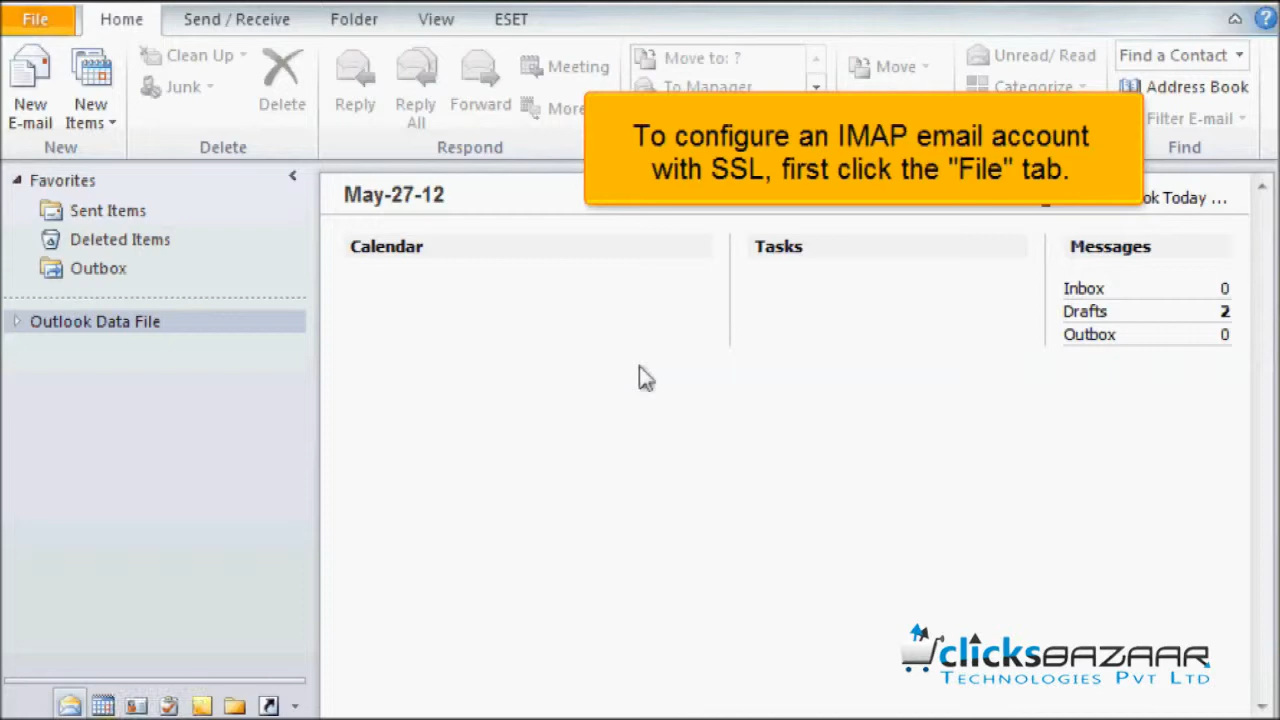 File
Home
Send / Receive
Folder
View
ESET
New
E-mail
New
Items
New
Clean Up
Junk
Delete
Delete
Reply
Reply
All
Forward
Meeting
More
Respond
Move to: ?
To Manager
Move
Unread/ Read
Categorize
Find a Contact
Address Book
Filter E-mail
Find
To configure an IMAP email account
with SSL, first click the "File" tab.
Favorites
Sent Items
Deleted Items
Outbox
Outlook Data File
May-27-12
Today ...
Calendar
Tasks
Messages
Inbox 0
Drafts 2
Outbox 0
clicksBAZAAR
TECHNOLOGIES PVT LTD